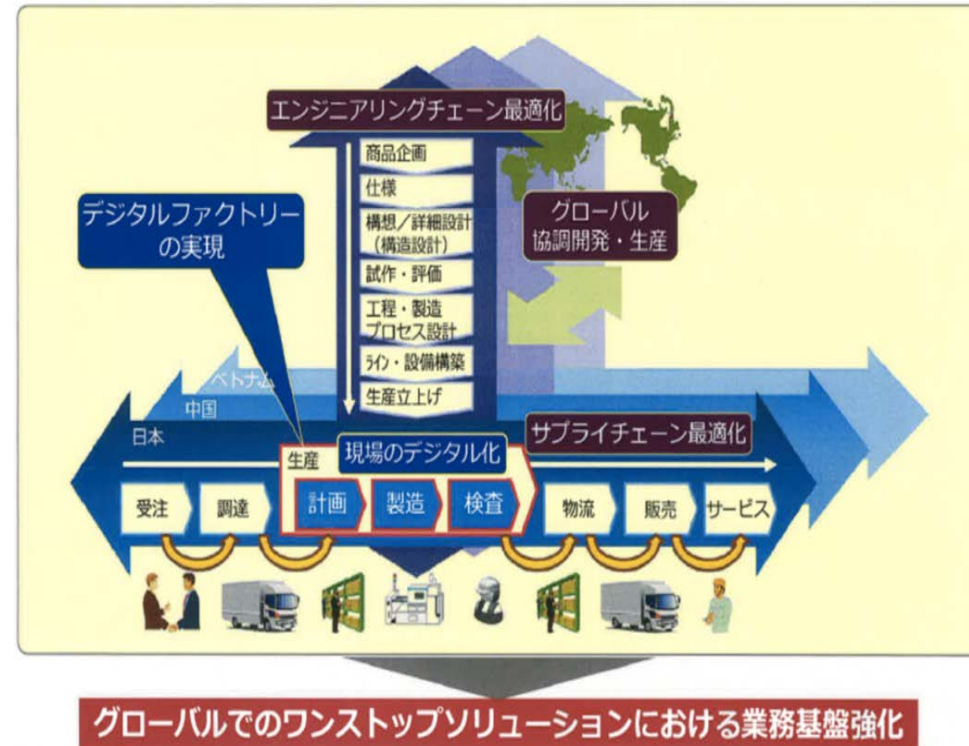 エンジニアリングチェーン最適化
商品企画
仕様
構想／詳細設計
（構造設計）
試作・評価
工程・製造
プロセス設計
ﾗｲﾝ・設備構築
生産立上げ
デジタルファクトリー
の実現
グローバル
協調開発・生産
ベトナム
中国
日本
サプライチェーン最適化
生産
現場のデジタル化
受注
調達
計画
製造
検査
物流
販売
サービス
グローバルでのワンストップソリューションにおける業務基盤強化